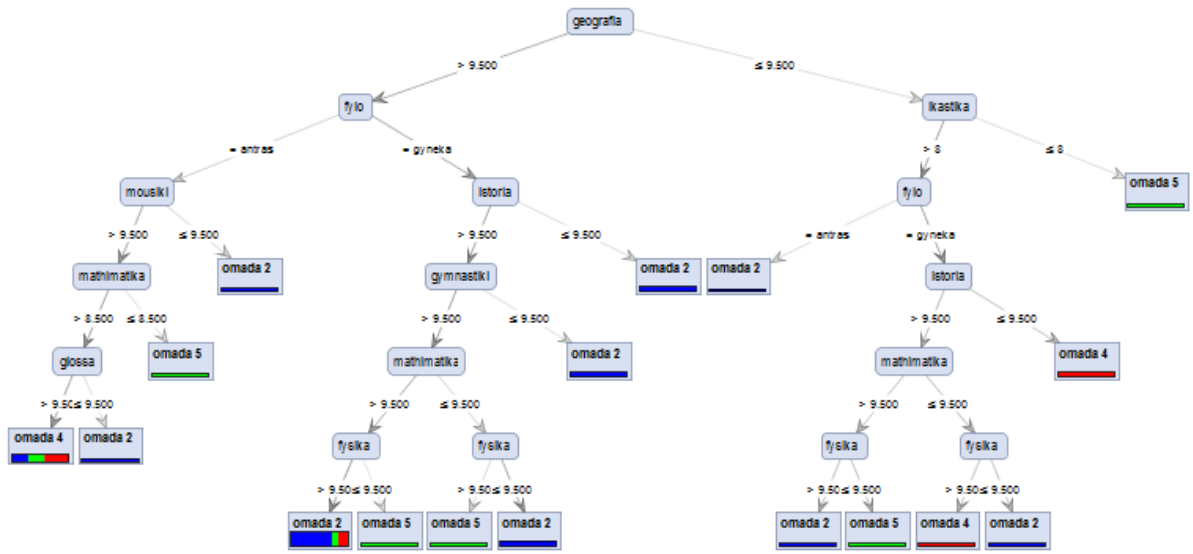 geografia
> 9.500 ≤ 9.500
fylo ikastika
= antras = gyneka > 8 ≤ 8
mousiki istoria fylo omada 5
> 9.500 ≤ 9.500 > 9.500 ≤ 9.500 = antras = gyneka
mathimatika omada 2 gymnastiki omada 2 omada 2 istoria
> 8.500 ≤ 8.500 > 9.500 ≤ 9.500 > 9.500 ≤ 9.500
glossa omada 5 mathimatika omada 2 mathimatika omada 4
> 9.50 ≤ 9.500 > 9.500 ≤ 9.500 > 9.500 ≤ 9.500
omada 4 omada 2 fysika fysika fysika fysika
> 9.50 ≤ 9.500 > 9.50 ≤ 9.500 > 9.50 ≤ 9.500 > 9.50 ≤ 9.500
omada 2 omada 5 omada 5 omada 2 omada 2 omada 5 omada 4 omada 2